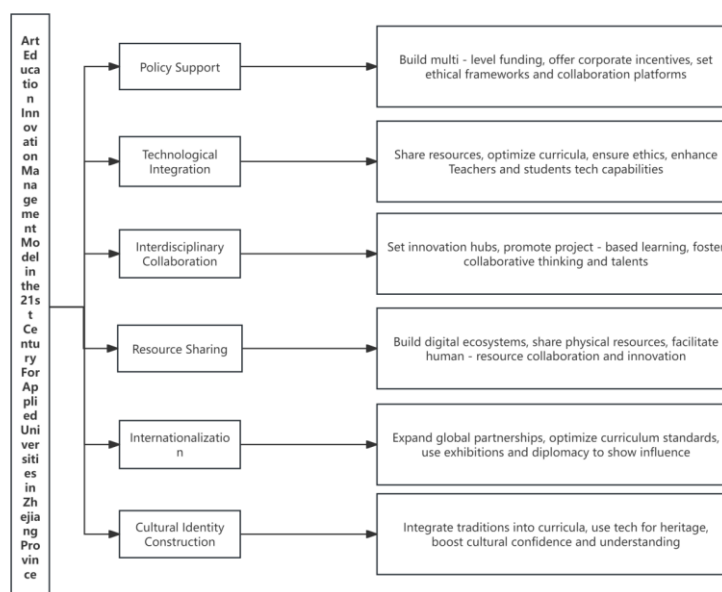 Art
Ed
uca
tio
n
Inn
ov
ati
on
Ma
na
ge
me
nt
Mo
del
in
the
21s
t
Ce
ntu
ry
For
Ap
pli
ed
Uni
ver
siti
es
in
Zh
ejia
ng
Pro
vin
ce
Policy Support
Build multi - level funding, offer corporate incentives, set
ethical frameworks and collaboration platforms
Technological
Integration
Share resources, optimize curricula, ensure ethics, enhance
Teachers and students tech capabilities
Interdisciplinary
Collaboration
Set innovation hubs, promote project - based learning, foster
collaborative thinking and talents
Resource Sharing
Build digital ecosystems, share physical resources, facilitate
human - resource collaboration and innovation
Internationalizatio
n
Expand global partnerships, optimize curriculum standards,
use exhibitions and diplomacy to show influence
Cultural Identity
Construction
Integrate traditions into curricula, use tech for heritage,
boost cultural confidence and understanding